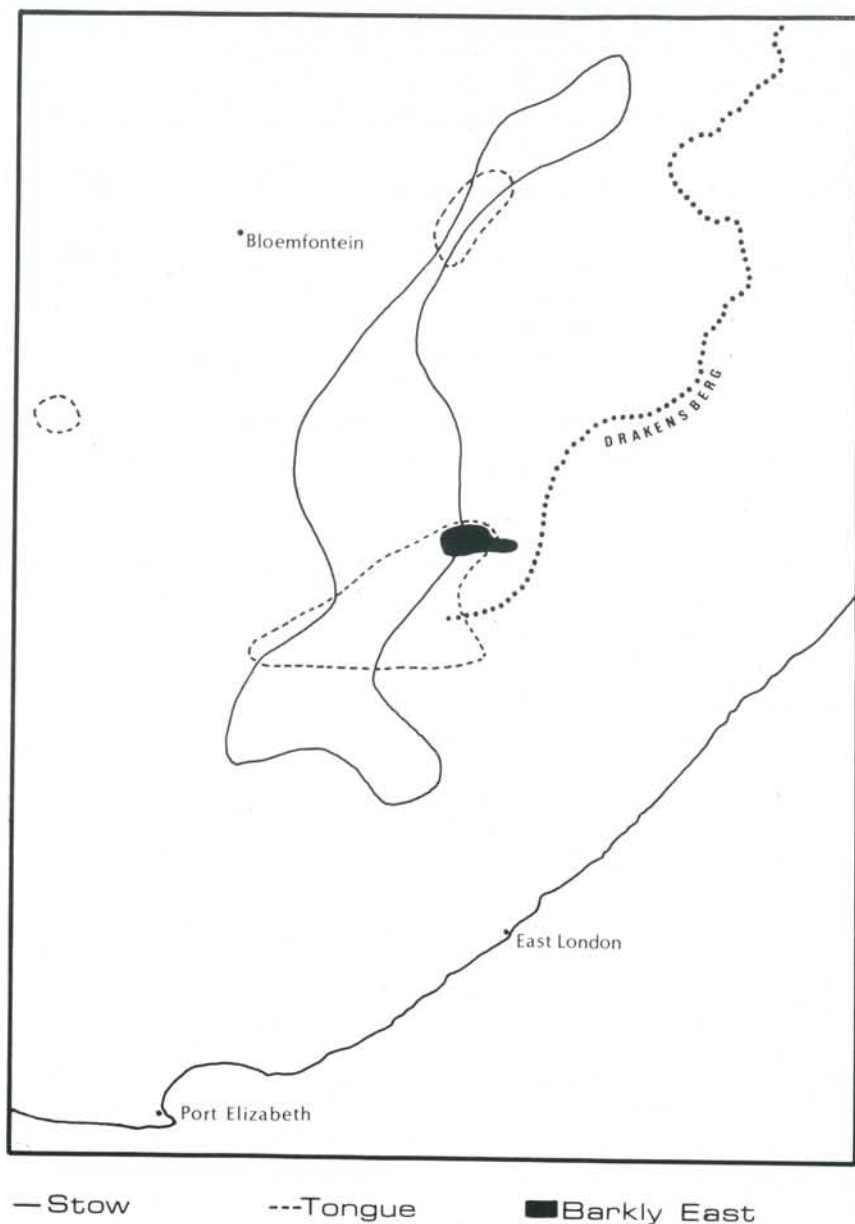 Bloemfontein
DRAKENSBERG
East London
Port Elizabeth
Stow
Tongue
Barkly East